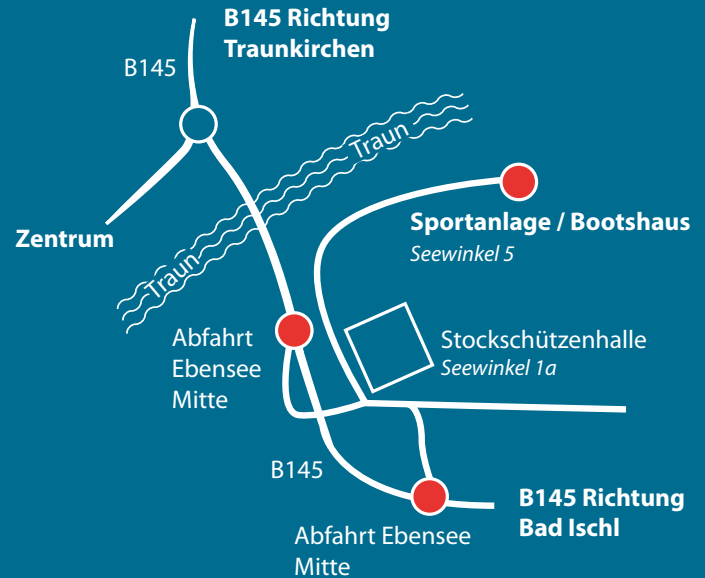 B145 Richtung
Traunkirchen
B145
Traun
Zentrum
Sportanlage / Bootshaus
Seewinkel 5
Traun
Abfahrt
Ebensee
Mitte
Stockschützenhalle
Seewinkel 1a
B145
B145 Richtung
Bad Ischl
Abfahrt Ebensee
Mitte